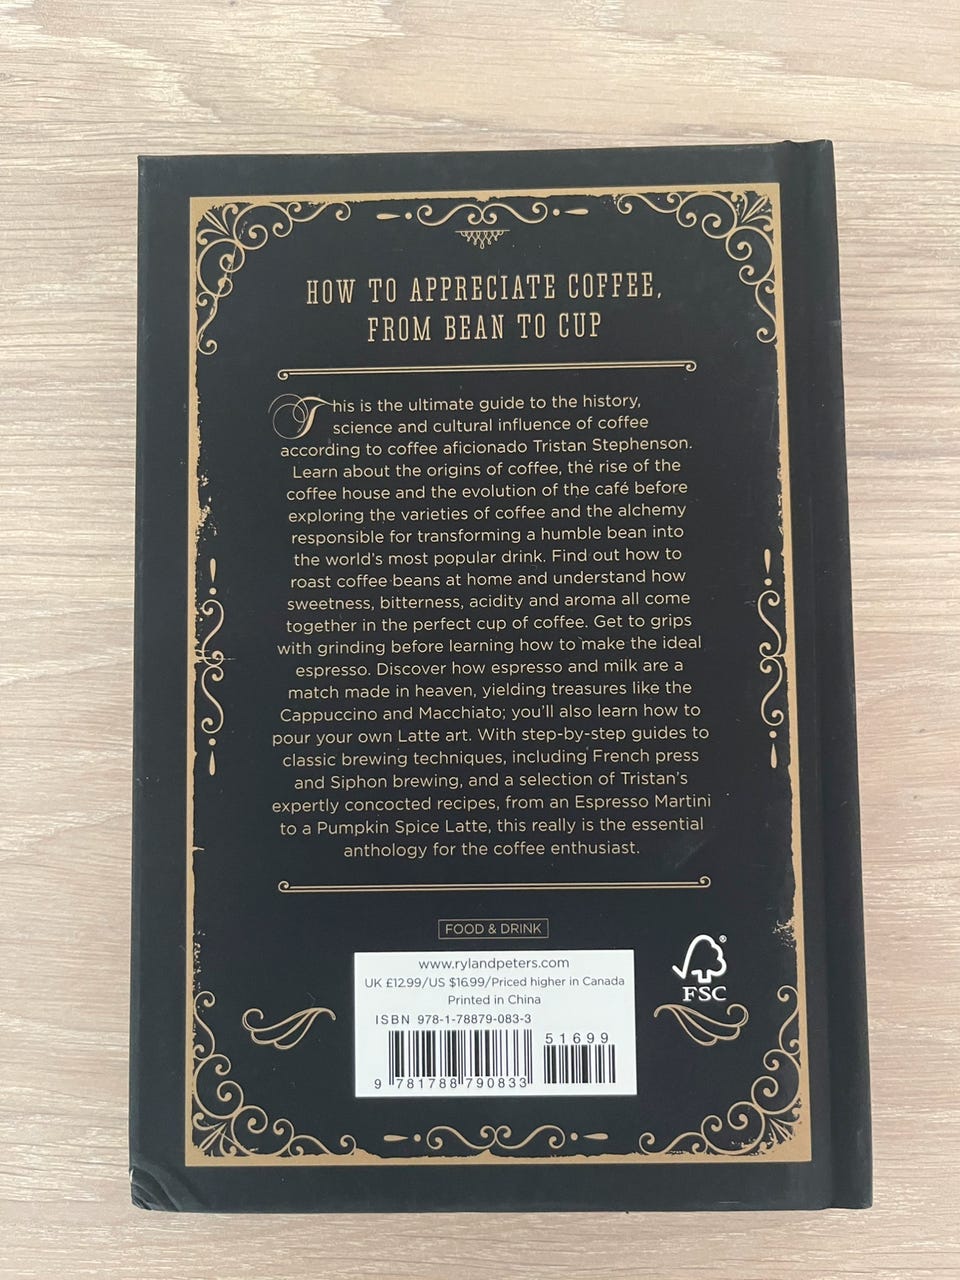 HOW TO APPRECIATE COFFEE,
FROM BEAN TO CUP
This is the ultimate guide to the history,
science and cultural influence of coffee
according to coffee aficionado Tristan Stephenson.
Learn about the origins of coffee, the rise of the
coffee house and the evolution of the café before
exploring the varieties of coffee and the alchemy
responsible for transforming a humble bean into
the world's most popular drink. Find out how to
roast coffee beans at home and understand how
sweetness, bitterness, acidity and aroma all come
together in the perfect cup of coffee. Get to grips
with grinding before learning how to make the ideal
espresso. Discover how espresso and milk are a
match made in heaven, yielding treasures like the
Cappuccino and Macchiato; you'll also learn how to
pour your own Latte art. With step-by-step guides to
classic brewing techniques, including French press
and Siphon brewing, and a selection of Tristan's
expertly concocted recipes, from an Espresso Martini
to a Pumpkin Spice Latte, this really is the essential
anthology for the coffee enthusiast.
FOOD & DRINK
www.rylandpeters.com
UK £12.99/US $16.99/Priced higher in Canada
Printed in China
ISBN 978-1-78879-083-3
51699
9 781788 790833
®
FSC